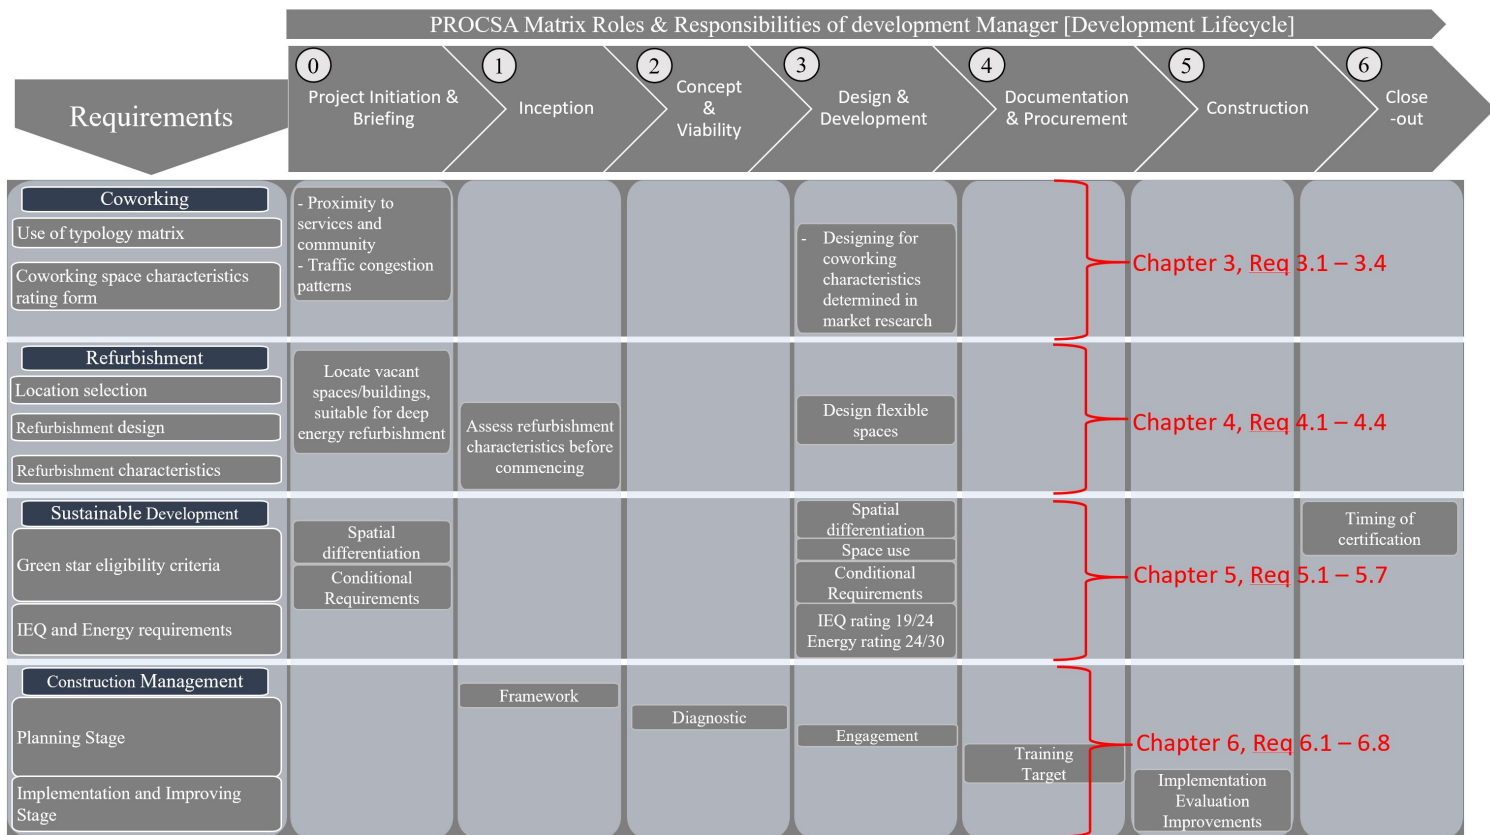 PROCSA Matrix Roles & Responsibilities of development Manager [Development Lifecycle]
Requirements
0
Project Initiation &
Briefing
1
Inception
2
Concept
&
Viability
3
Design &
Development
4
Documentation
& Procurement
5
Construction
6
Close
-out
Coworking
Use of typology matrix
Coworking space characteristics
rating form
- Proximity to
services and
community
- Traffic congestion
patterns
- Designing for
coworking
characteristics
determined in
market research
Chapter 3, Req 3.1 – 3.4
Refurbishment
Location selection
Refurbishment design
Refurbishment characteristics
Locate vacant
spaces/buildings,
suitable for deep
energy refurbishment
Assess refurbishment
characteristics before
commencing
Design flexible
spaces
Chapter 4, Req 4.1 – 4.4
Sustainable Development
Green star eligibility criteria
IEQ and Energy requirements
Spatial
differentiation
Conditional
Requirements
Spatial
differentiation
Space use
Conditional
Requirements
IEQ rating 19/24
Energy rating 24/30
Timing of
certification
Chapter 5, Req 5.1 – 5.7
Construction Management
Planning Stage
Implementation and Improving
Stage
Framework
Diagnostic
Engagement
Training
Target
Implementation
Evaluation
Improvements
Chapter 6, Req 6.1 – 6.8